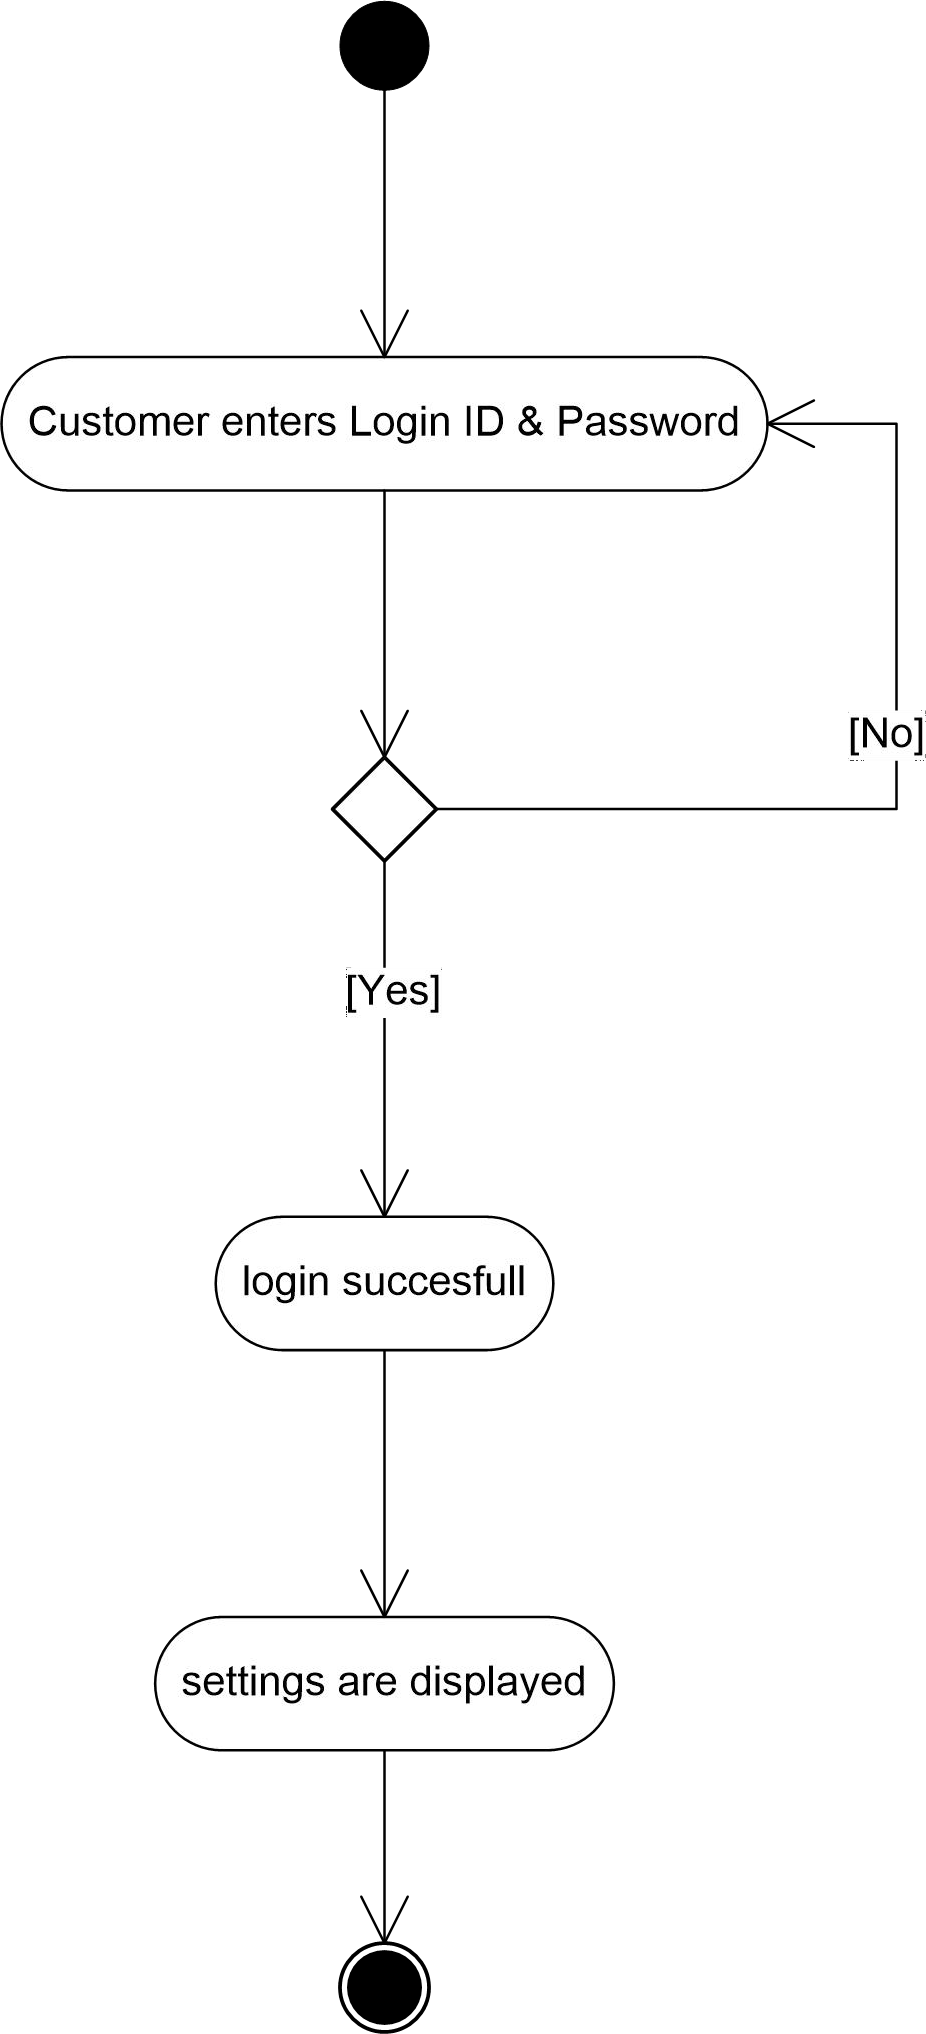 Customer enters Login ID & Password
[No]
[Yes]
login succesfull
settings are displayed